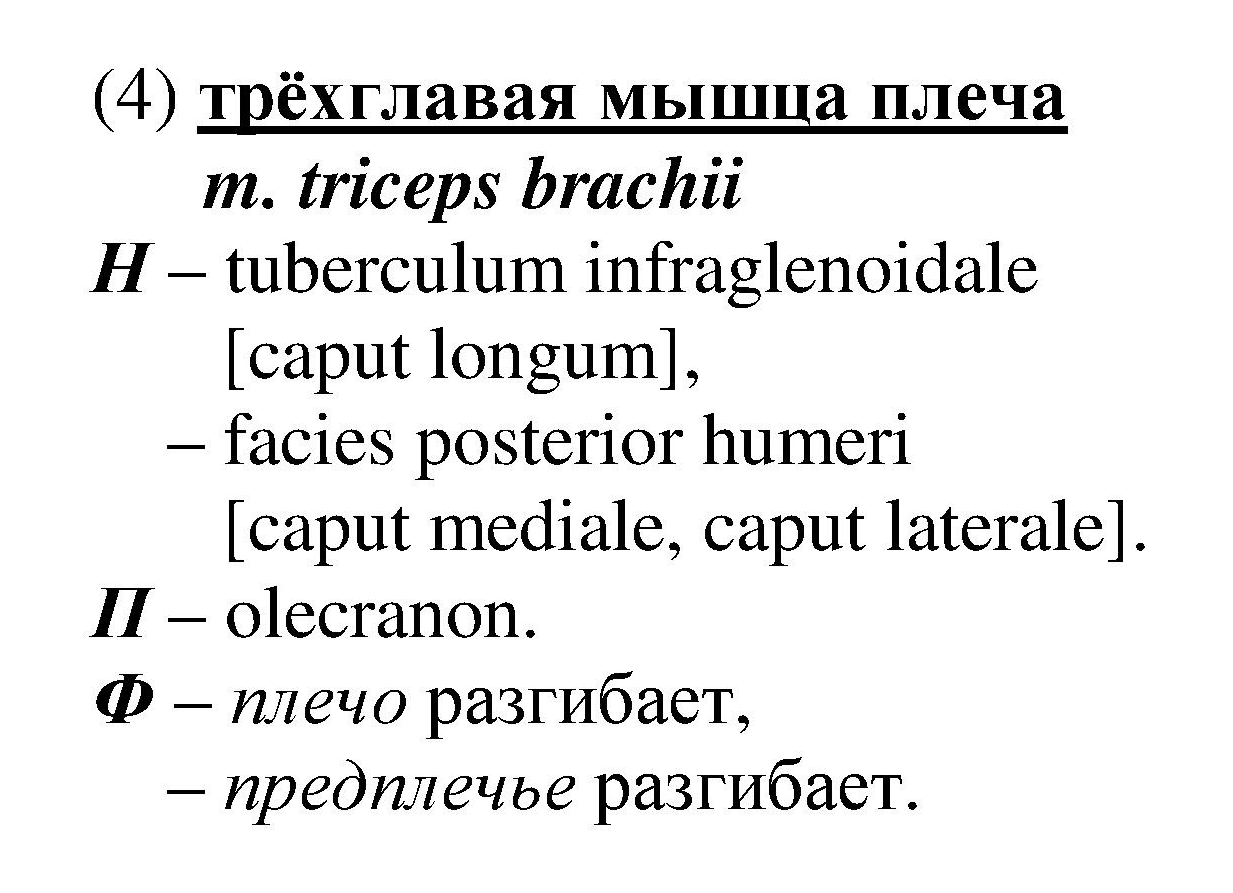 (4) трёхглавая мышца плеча
m. triceps brachii
Н – tuberculum infraglenoidale
[caput longum],
– facies posterior humeri
[caput mediale, caput laterale].
П – olecranon.
Ф – плечо разгибает,
– предплечье разгибает.